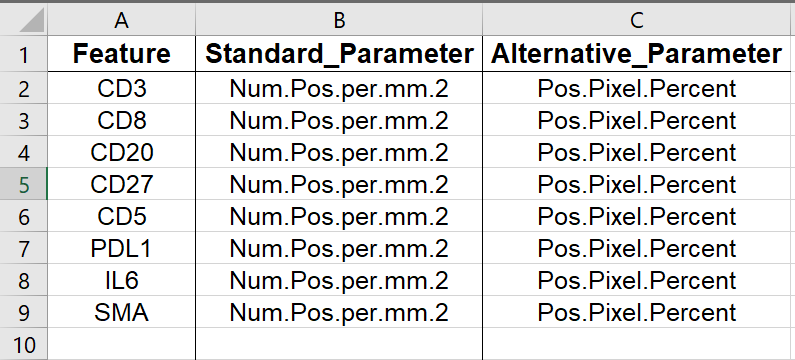 A B C
1 Feature Standard_Parameter Alternative_Parameter
2 CD3 Num.Pos.per.mm.2 Pos.Pixel.Percent
3 CD8 Num.Pos.per.mm.2 Pos.Pixel.Percent
4 CD20 Num.Pos.per.mm.2 Pos.Pixel.Percent
5 CD27 Num.Pos.per.mm.2 Pos.Pixel.Percent
6 CD5 Num.Pos.per.mm.2 Pos.Pixel.Percent
7 PDL1 Num.Pos.per.mm.2 Pos.Pixel.Percent
8 IL6 Num.Pos.per.mm.2 Pos.Pixel.Percent
9 SMA Num.Pos.per.mm.2 Pos.Pixel.Percent
10